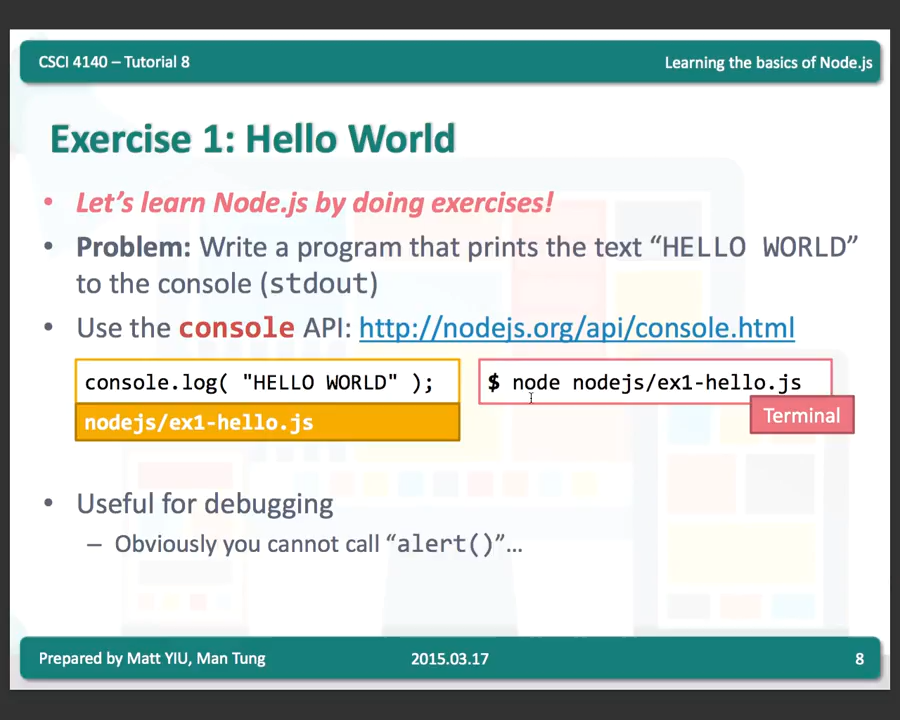 CSCI 4140 – Tutorial 8
Learning the basics of Node.js
Exercise 1: Hello World
• Let’s learn Node.js by doing exercises!
• Problem: Write a program that prints the text “HELLO WORLD”
to the console (stdout)
• Use the console API: http://nodejs.org/api/console.html
console.log( "HELLO WORLD" );
nodejs/ex1-hello.js
$ node nodejs/ex1-hello.js
Terminal
• Useful for debugging
– Obviously you cannot call “alert()”…
Prepared by Matt YIU, Man Tung
2015.03.17
8